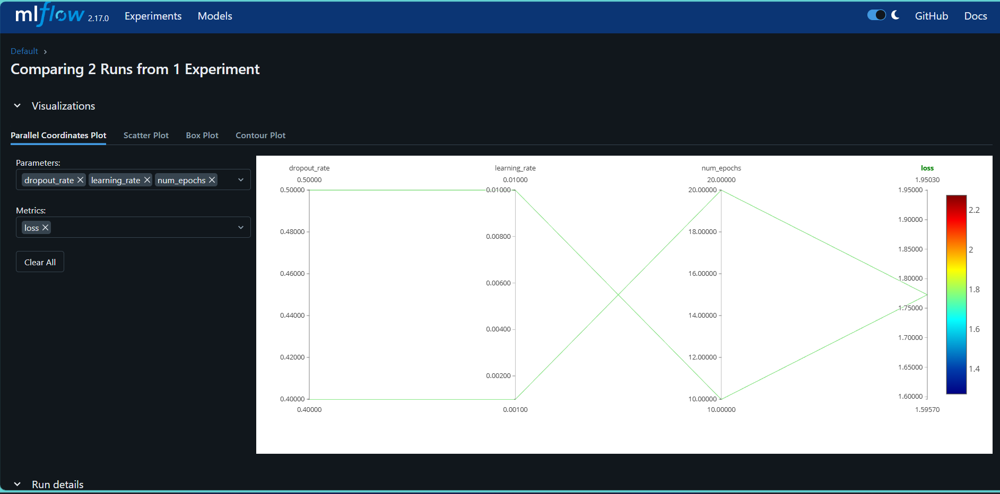 mlflow 2.17.0 Experiments Models GitHub Docs
Default
Comparing 2 Runs from 1 Experiment
Visualizations
Parallel Coordinates Plot Scatter Plot Box Plot Contour Plot
Parameters:
dropout_rate learning_rate num_epochs
Metrics:
loss
Clear All
dropout_rate
0.50000
0.50000
0.48000
0.46000
0.44000
0.42000
0.40000
0.40000
learning_rate
0.01000
0.01000
0.00800
0.00600
0.00400
0.00200
0.00100
num_epochs
20.00000
20.00000
18.00000
16.00000
14.00000
12.00000
10.00000
10.00000
loss
1.95030
1.95000
1.90000
1.85000
1.80000
1.75000
1.70000
1.65000
1.60000
1.59570
2.2
2
1.8
1.6
1.4
Run details